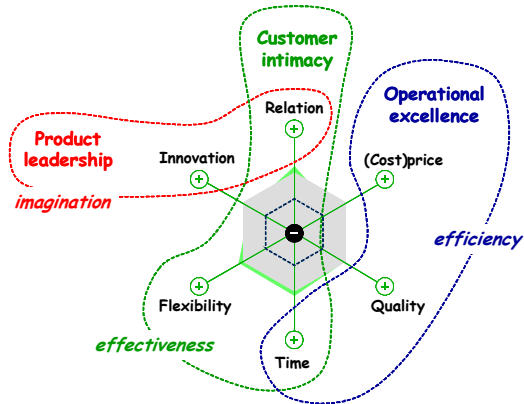 Customer
intimacy
Operational
excellence
Relation
Product
leadership
Innovation
(Cost)price
imagination
efficiency
Flexibility
Quality
effectiveness
Time